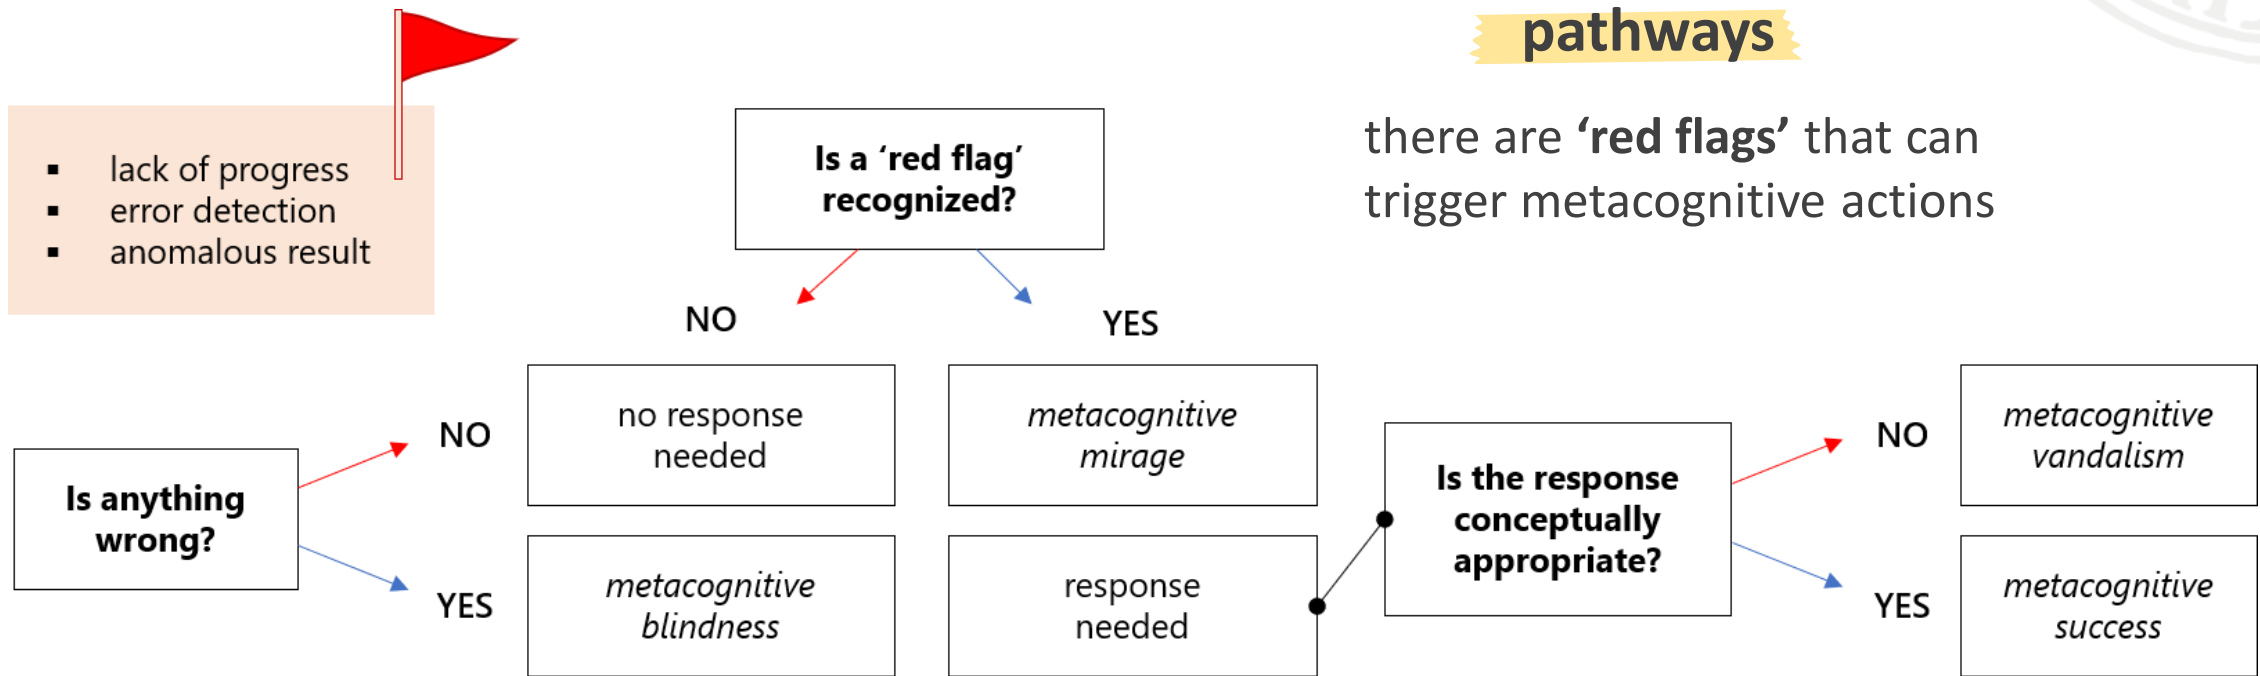 pathways
there are ‘red flags’ that can
trigger metacognitive actions
▪ lack of progress
▪ error detection
▪ anomalous result
Is a ‘red flag’
recognized?
NO
YES
Is anything
wrong?
NO
YES
no response
needed
metacognitive
mirage
metacognitive
blindness
response
needed
Is the response
conceptually
appropriate?
NO
YES
metacognitive
vandalism
metacognitive
success